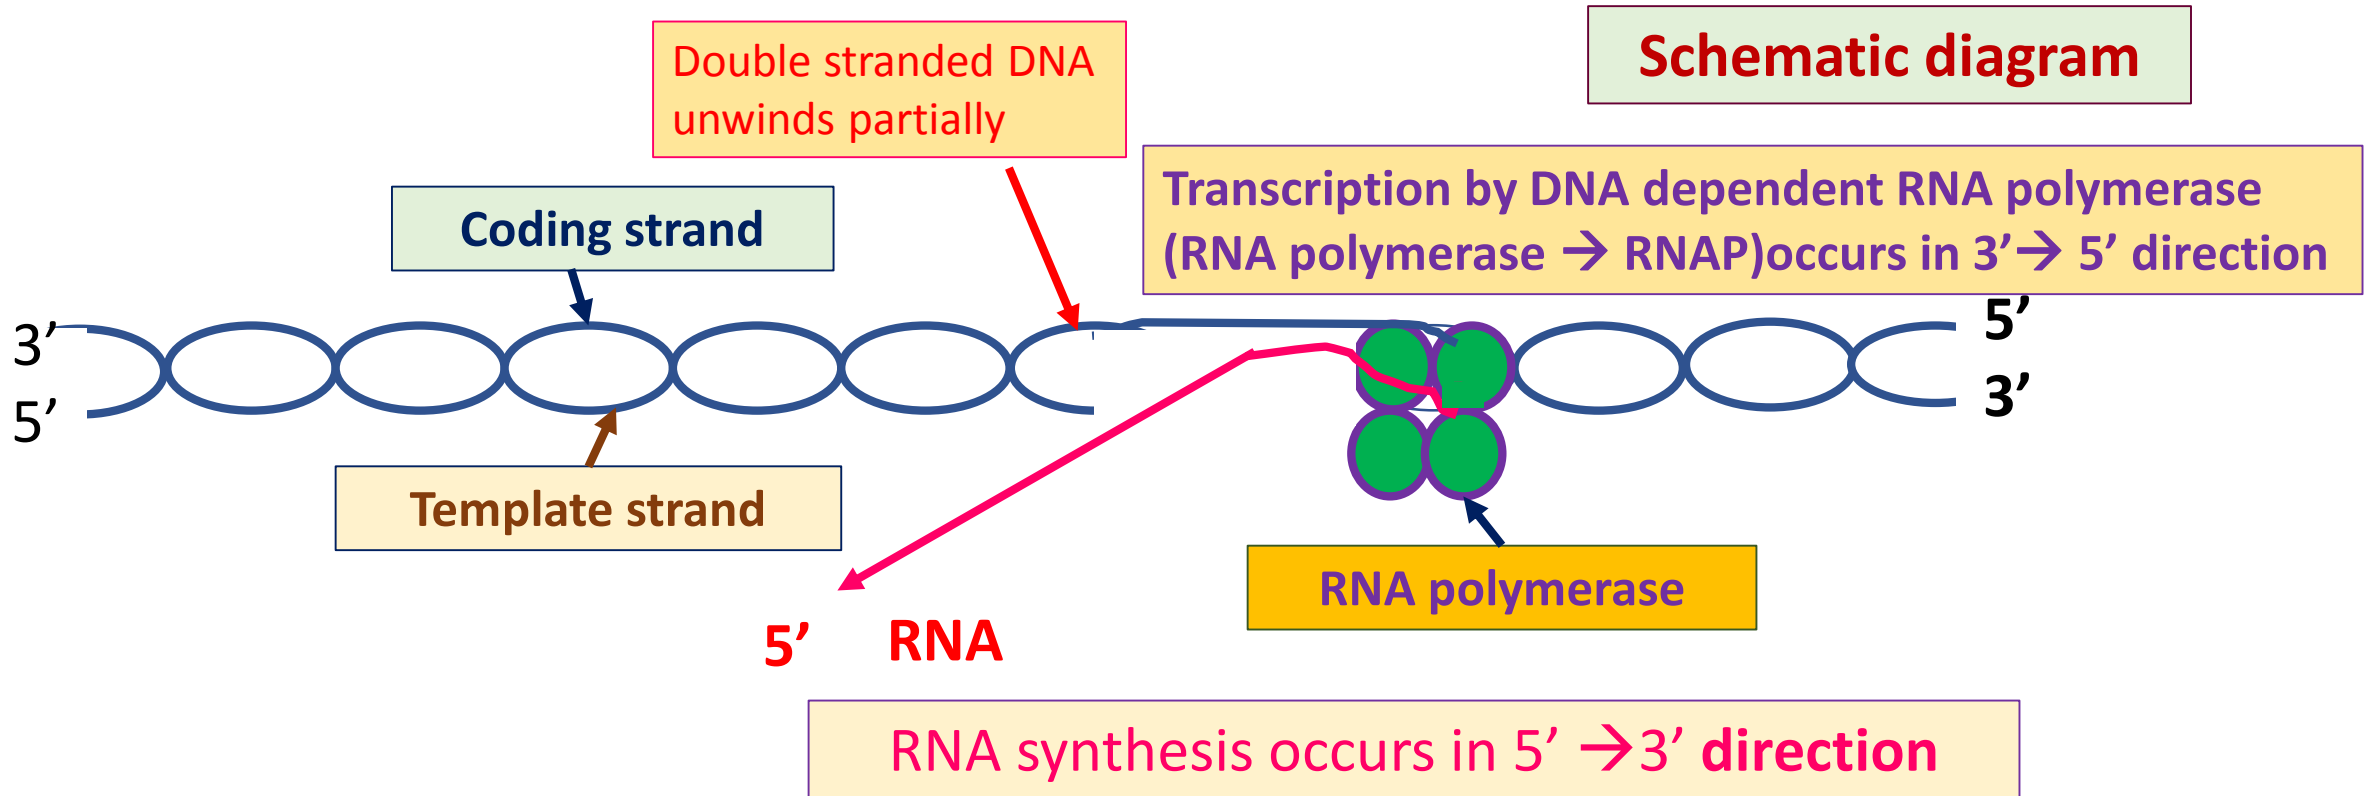 Schematic diagram
Double stranded DNA
unwinds partially
Transcription by DNA dependent RNA polymerase
(RNA polymerase → RNAP)occurs in 3’→ 5’ direction
Coding strand
3’
5’
5’
3’
Template strand
RNA polymerase
5’ RNA
RNA synthesis occurs in 5’ →3’ direction